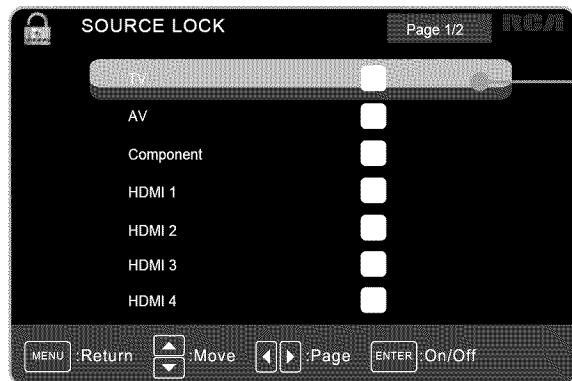 SOURCE LOCK
Page 1/2
RCA
TV
AV
Component
HDMI 1
HDMI 2
HDMI 3
HDMI 4
MENU :Return :Move :Page ENTER :On/Off